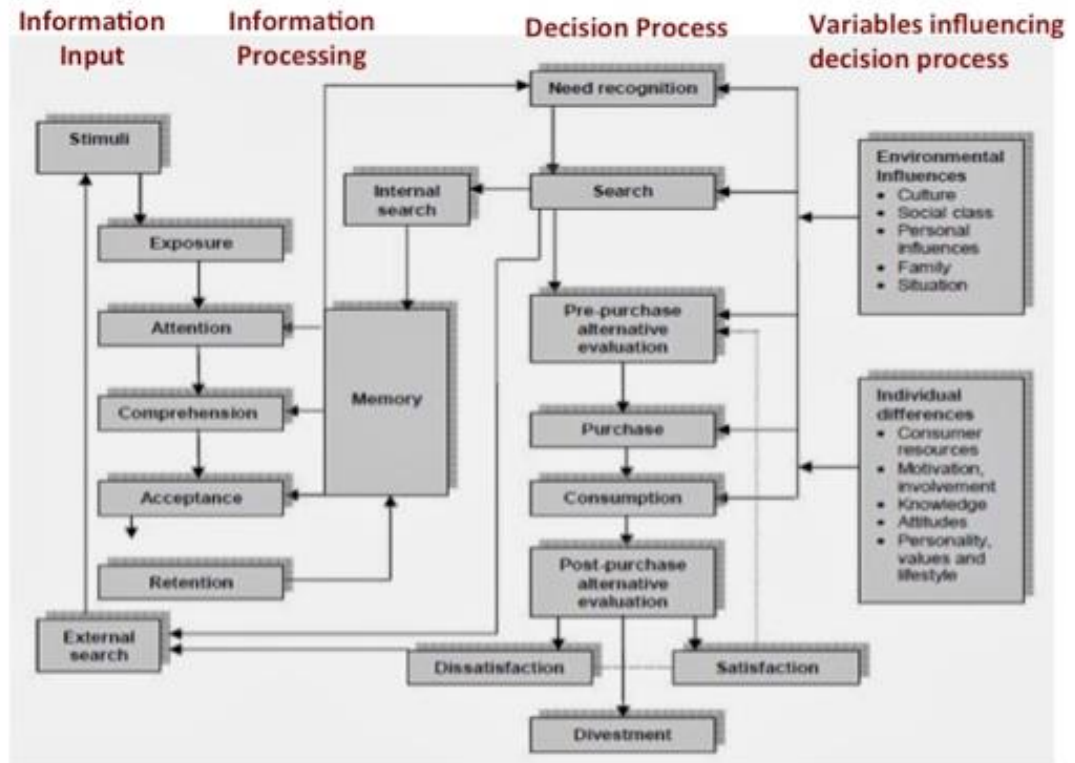 Information
Input
Information
Processing
Decision Process
Variables influencing
decision process
Stimuli
Exposure
Attention
Comprehension
Acceptance
Retention
External
search
Internal
search
Memory
Need recognition
Search
Pre-purchase
alternative
evaluation
Purchase
Consumption
Post-purchase
alternative
evaluation
Dissatisfaction
Satisfaction
Divestment
Environmental
Influences
• Culture
• Social class
• Personal
influences
• Family
• Situation
Individual
differences
• Consumer
resources
• Motivation,
involvement
• Knowledge
• Attitudes
• Personality,
values and
lifestyle